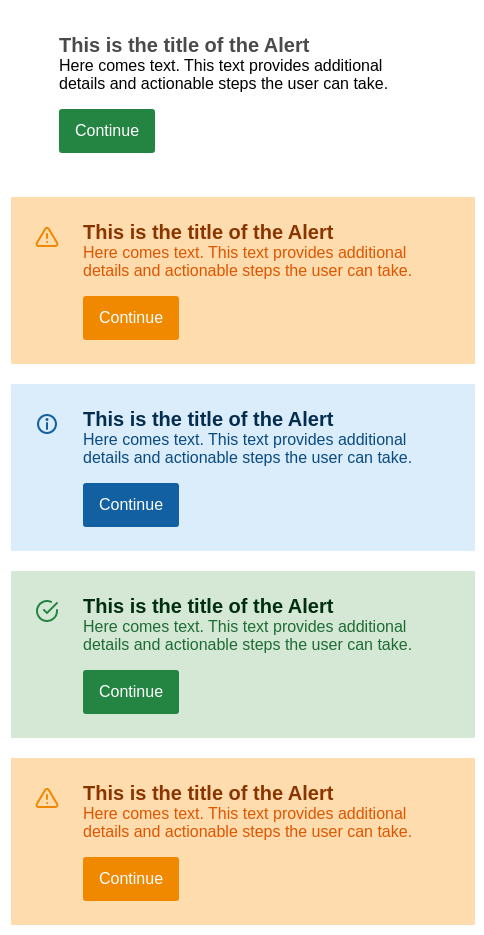 This is the title of the Alert
Here comes text. This text provides additional
details and actionable steps the user can take.
Continue
This is the title of the Alert
Here comes text. This text provides additional
details and actionable steps the user can take.
Continue
This is the title of the Alert
Here comes text. This text provides additional
details and actionable steps the user can take.
Continue
This is the title of the Alert
Here comes text. This text provides additional
details and actionable steps the user can take.
Continue
This is the title of the Alert
Here comes text. This text provides additional
details and actionable steps the user can take.
Continue